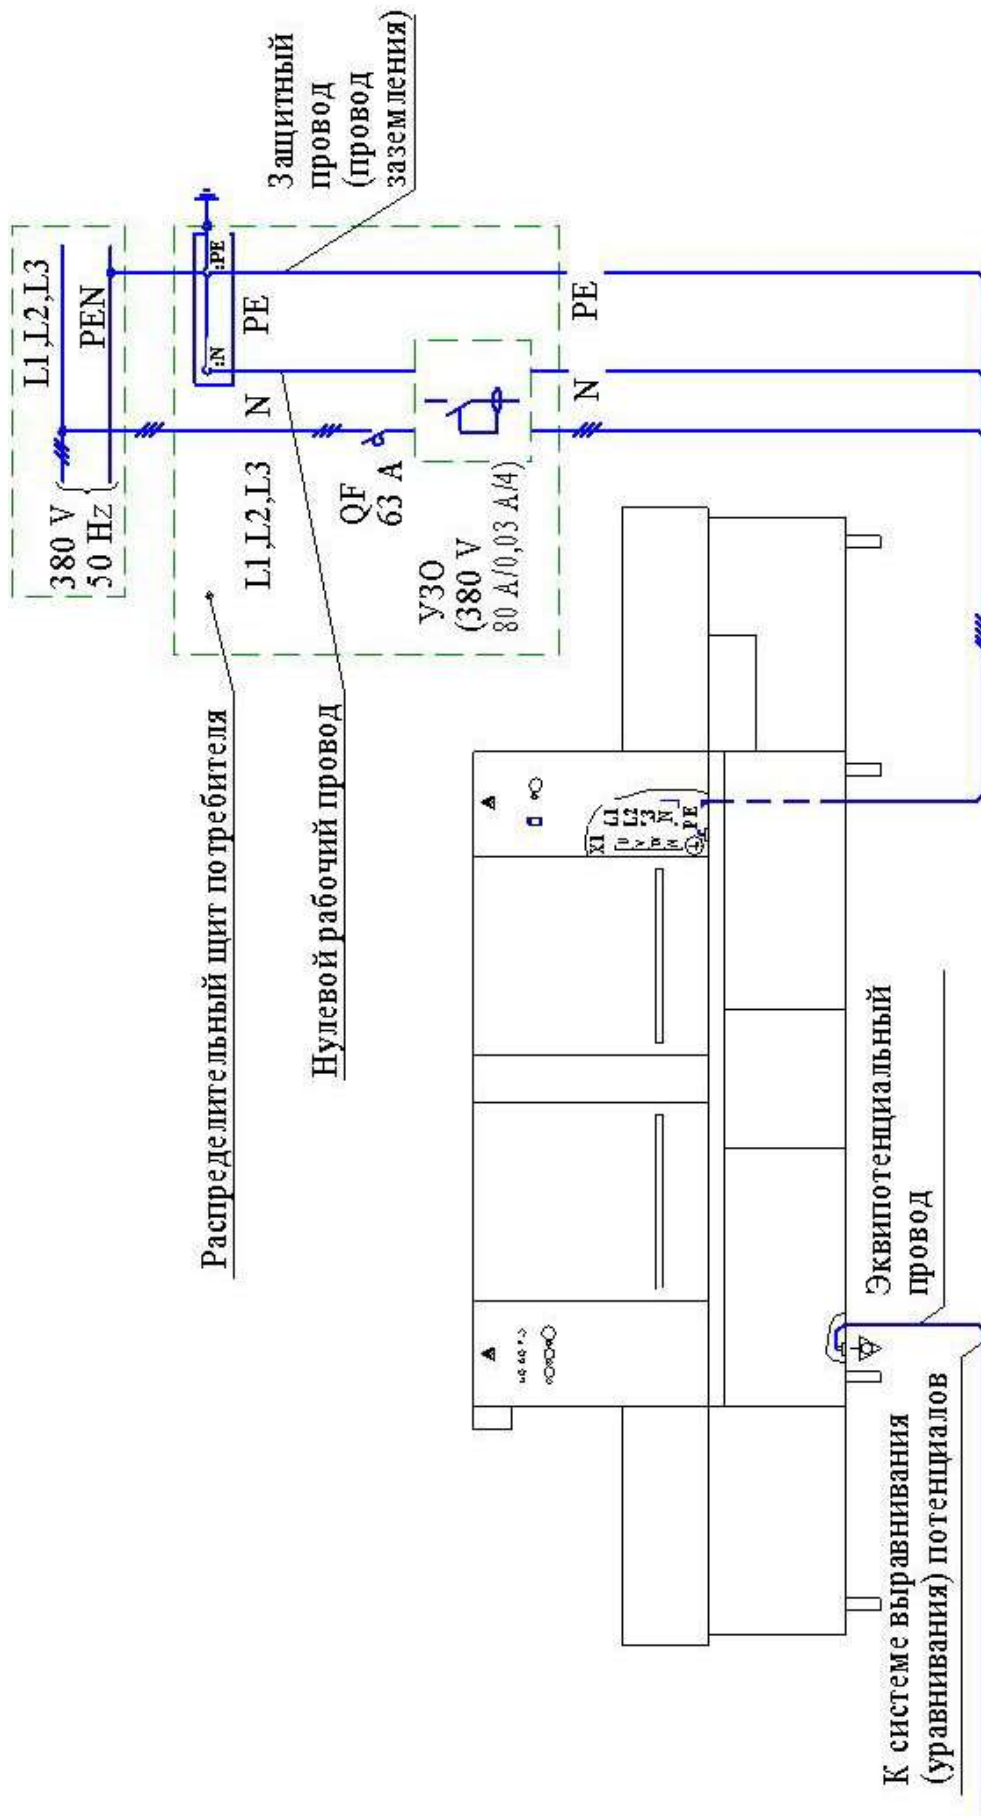 380 V
50 Hz
L1,L2,L3
PEN
Распределительный щит потребителя
L1,L2,L3
N
:N
:PE
PE
Защитный
провод
(провод
заземления)
Нулевой рабочий провод
QF
63 А
УЗО
(380 V
80 А/0,03 А/4)
N
PE
X1
L1
L2
L3
N
PE
U
V
W
N
Эквипотенциальный
провод
К системе выравнивания
(уравнивания) потенциалов